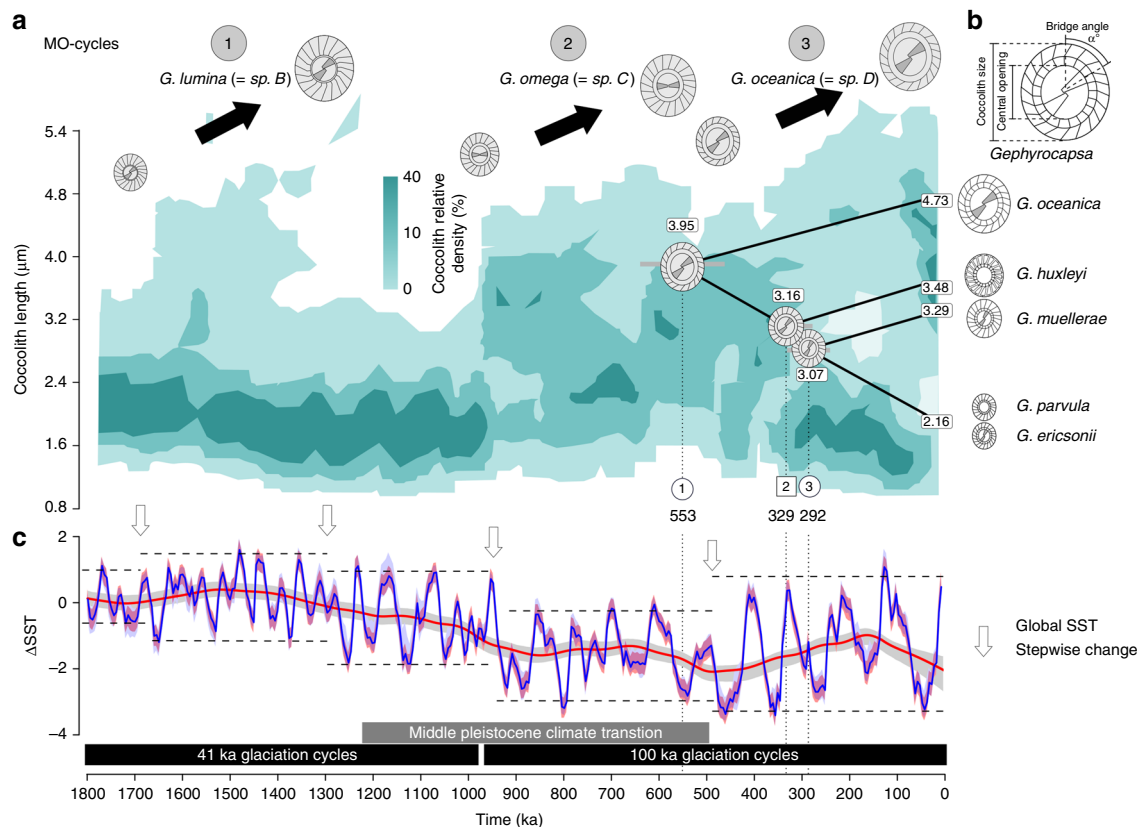 a
MO-cycles
1
G. lumina (= sp. B)
2
G. omega (= sp. C)
3
G. oceanica (= sp. D)
b
Bridge angle
α°
Coccolith size
Central opening
Gephyrocapsa
Coccolith length (μm)
5.4
4.8
4.0
3.2
2.4
1.6
0.8
40
10
0
Coccolith relative
density (%)
3.95
3.16
3.07
4.73
3.48
3.29
2.16
G. oceanica
G. huxleyi
G. muellerae
G. parvula
G. ericsonii
1
2
3
553
329
292
c
ΔSST
2
0
−2
−4
Global SST
Stepwise change
Middle pleistocene climate transtion
41 ka glaciation cycles
100 ka glaciation cycles
1800 1700 1600 1500 1400 1300 1200 1100 1000 900 800 700 600 500 400 300 200 100 0
Time (ka)